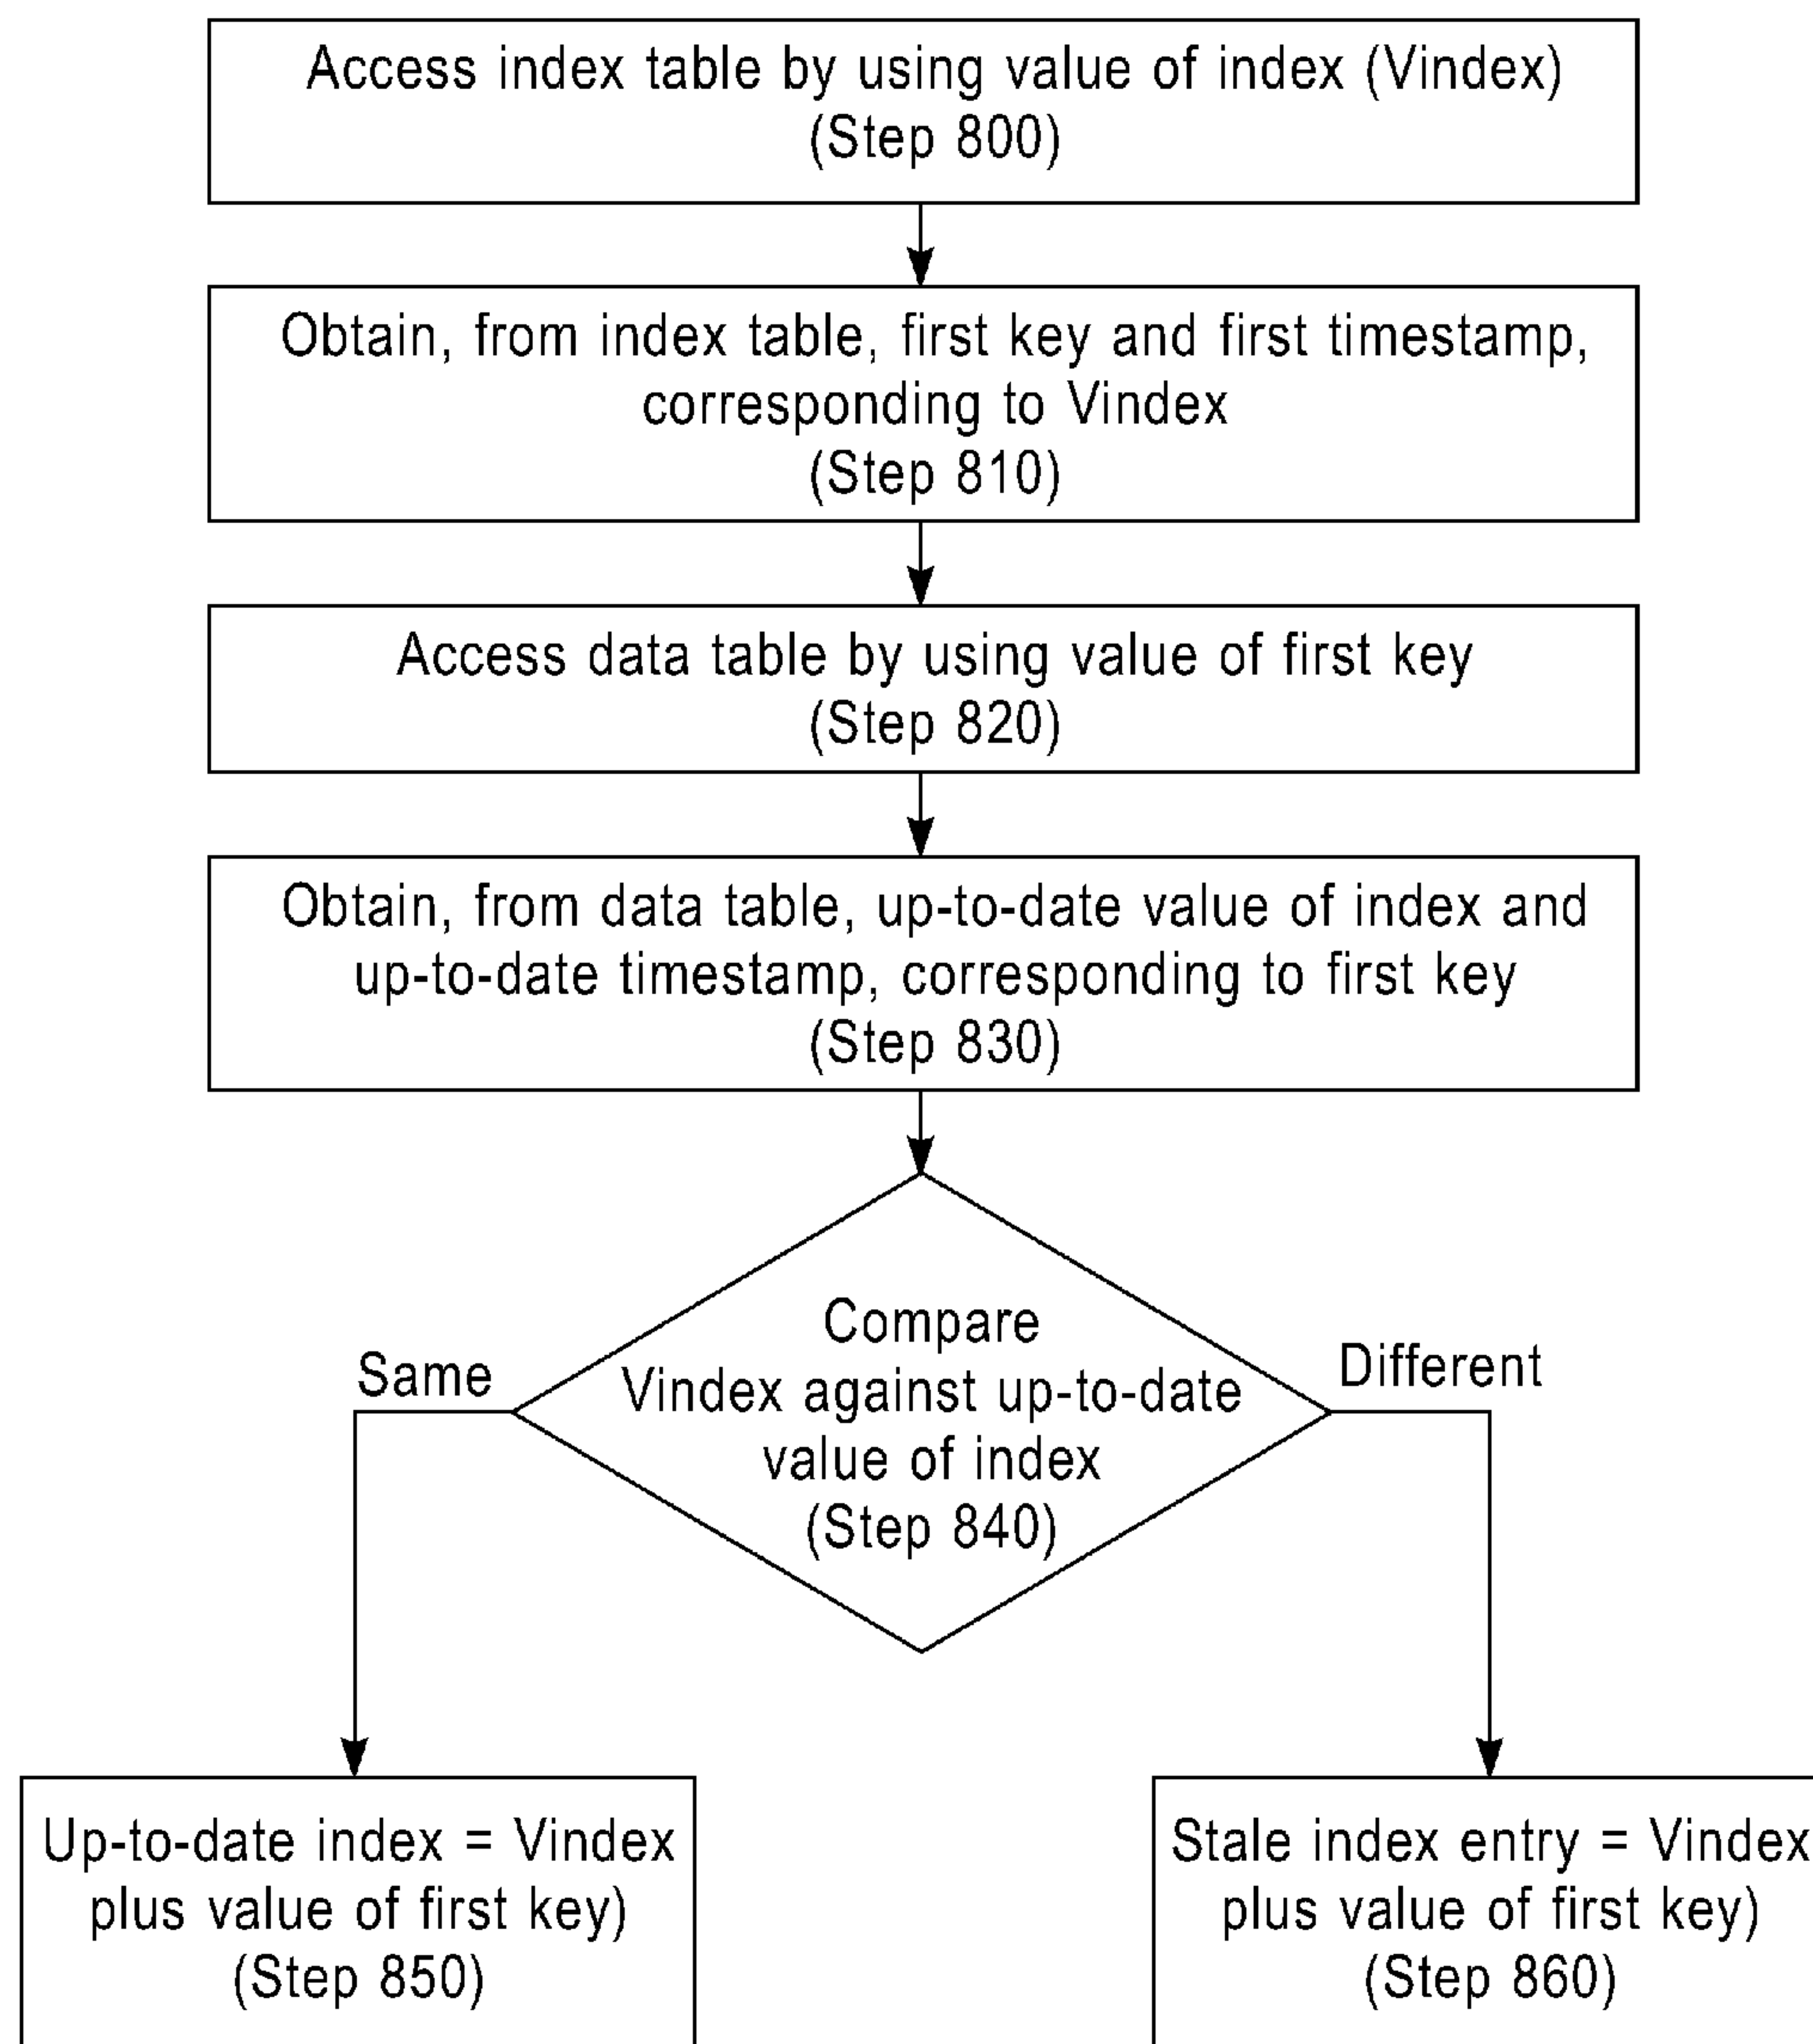 Access index table by using value of index (Vindex)
(Step 800)
Obtain, from index table, first key and first timestamp,
corresponding to Vindex
(Step 810)
Access data table by using value of first key
(Step 820)
Obtain, from data table, up-to-date value of index and
up-to-date timestamp, corresponding to first key
(Step 830)
Compare
Vindex against up-to-date
value of index
(Step 840)
Same
Different
Up-to-date index = Vindex
plus value of first key)
(Step 850)
Stale index entry = Vindex
plus value of first key)
(Step 860)